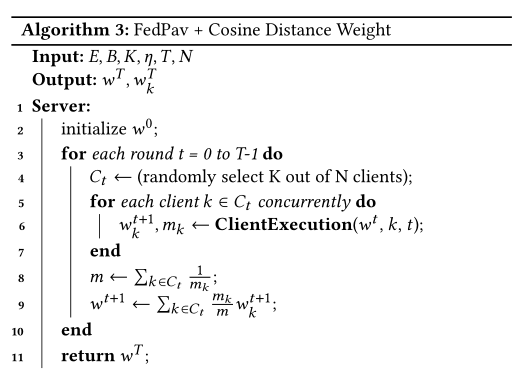 Algorithm 3: FedPav + Cosine Distance Weight
Input: E, B, K, η, T, N
Output: w^T, w_k^T
1 Server:
2 initialize w^0;
3 for each round t = 0 to T-1 do
4 C_t ← (randomly select K out of N clients);
5 for each client k ∈ C_t concurrently do
6 w_k^{t+1}, m_k ← ClientExecution(w^t, k, t);
7 end
8 m ← ∑_{k∈C_t} \frac{1}{m_k};
9 w^{t+1} ← ∑_{k∈C_t} \frac{m_k}{m} w_k^{t+1};
10 end
11 return w^T;